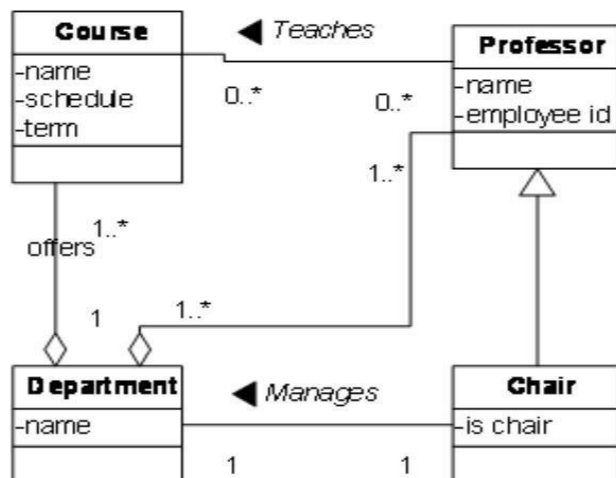 Course
-name
-schedule
-term
◀ Teaches
0..*
0..*
Professor
-name
-employee id
1..*
offers
1..*
1
1..*
Department
-name
◀ Manages
1
1
Chair
-is chair